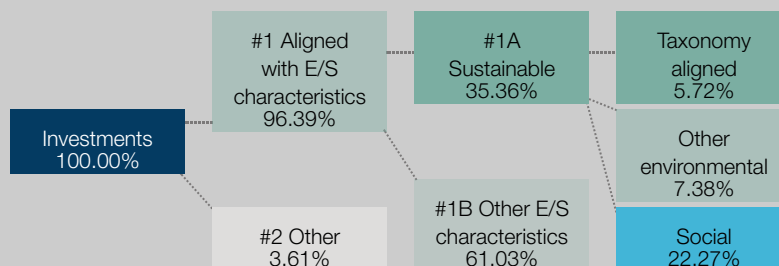 Investments
100.00%
#1 Aligned
with E/S
characteristics
96.39%
#2 Other
3.61%
#1A
Sustainable
35.36%
#1B Other E/S
characteristics
61.03%
Taxonomy
aligned
5.72%
Other
environmental
7.38%
Social
22.27%